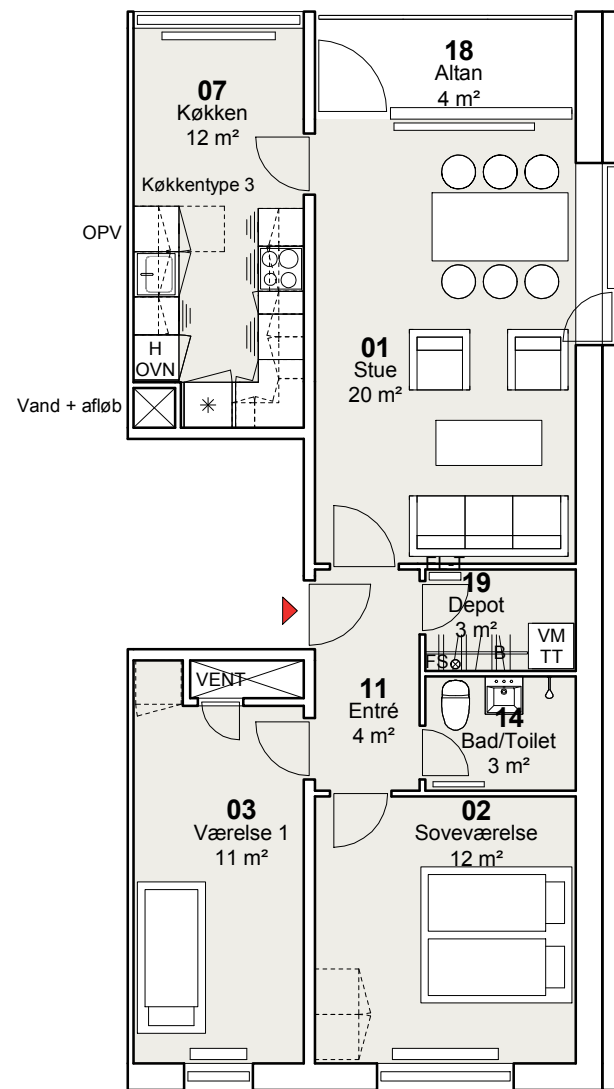 07
Køkken
12 m²
Køkkentype 3
18
Altan
4 m²
OPV
H
OVN
Vand + afløb
01
Stue
20 m²
EL-T
19
Depot
3 m²
VM
TT
FS
B
VENT
11
Entré
4 m²
14
Bad/Toilet
3 m²
03
Værelse 1
11 m²
02
Soveværelse
12 m²